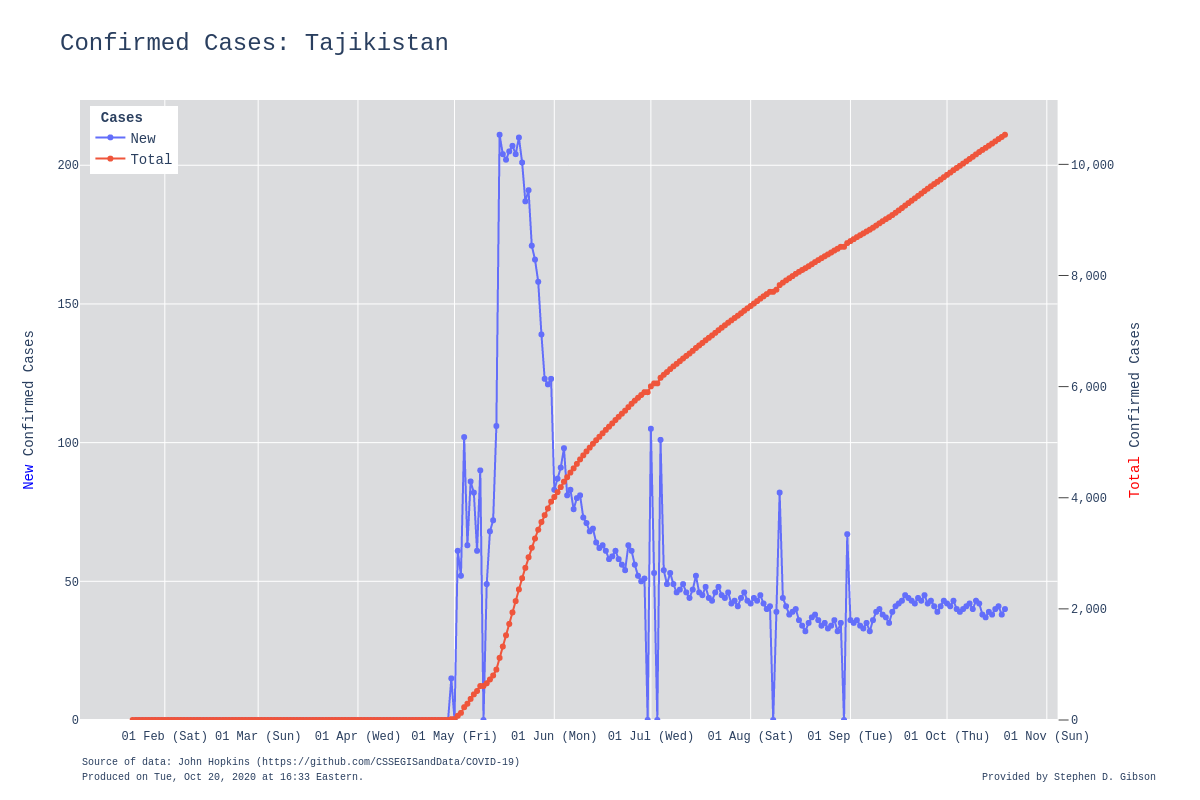 Confirmed Cases: Tajikistan
Cases
New
Total
200
150
100
50
0
10,000
8,000
6,000
4,000
2,000
0
New Confirmed Cases
Total Confirmed Cases
01 Feb (Sat) 01 Mar (Sun) 01 Apr (Wed) 01 May (Fri) 01 Jun (Mon) 01 Jul (Wed) 01 Aug (Sat) 01 Sep (Tue) 01 Oct (Thu) 01 Nov (Sun)
Source of data: John Hopkins (https://github.com/CSSEGISandData/COVID-19)
Produced on Tue, Oct 20, 2020 at 16:33 Eastern.
Provided by Stephen D. Gibson